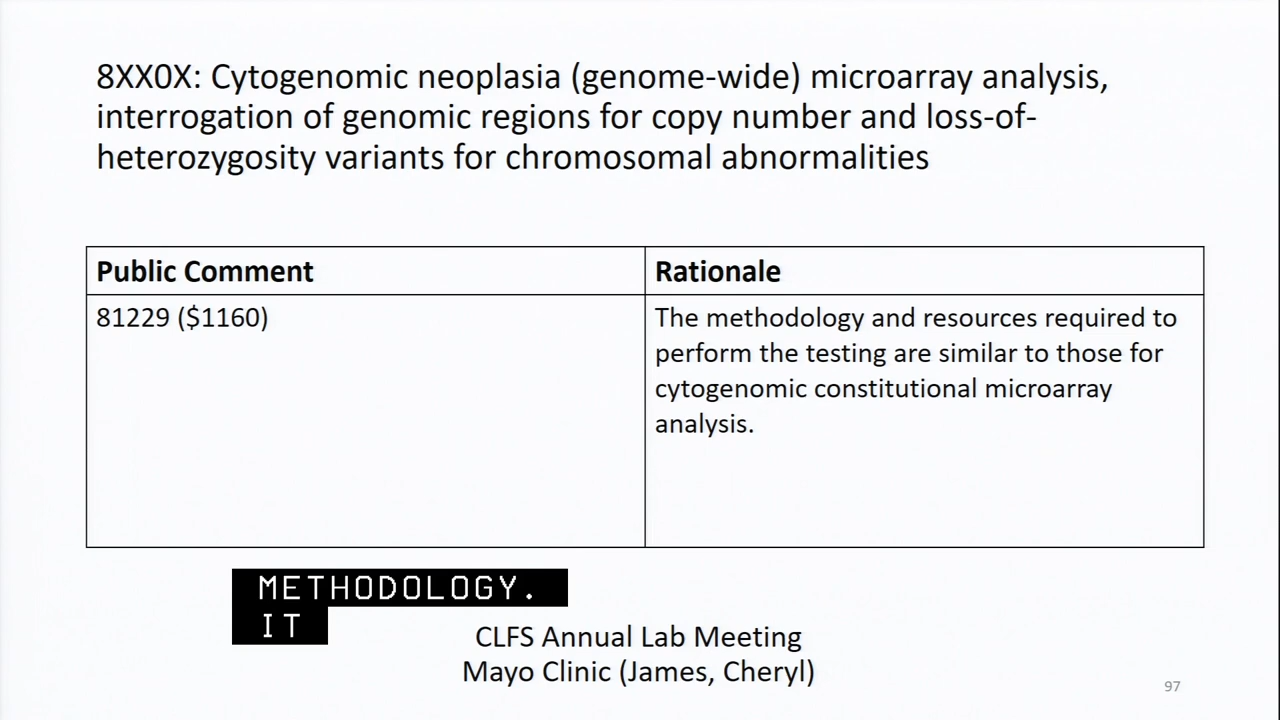 8XX0X: Cytogenomic neoplasia (genome-wide) microarray analysis,
interrogation of genomic regions for copy number and loss-of-
heterozygosity variants for chromosomal abnormalities
Public Comment
Rationale
81229 ($1160)
The methodology and resources required to
perform the testing are similar to those for
cytogenomic constitutional microarray
analysis.
METHODOLOGY.
IT
CLFS Annual Lab Meeting
Mayo Clinic (James, Cheryl)
97